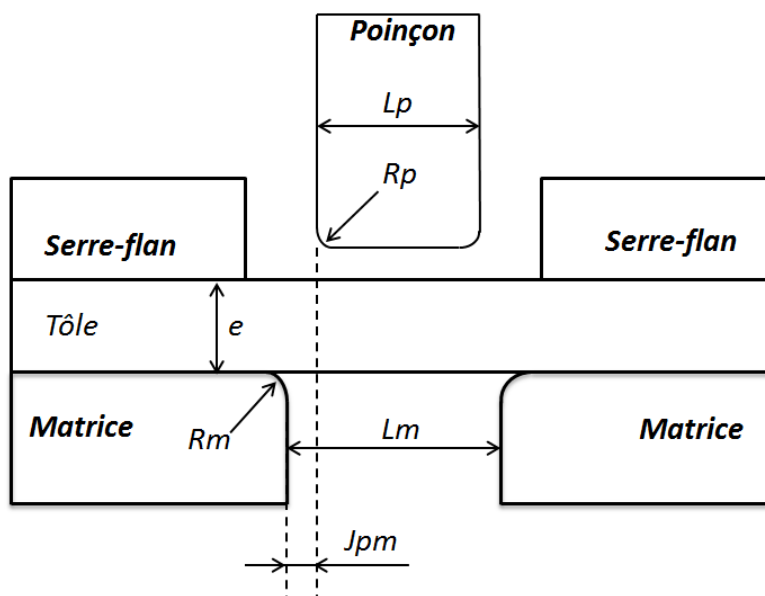 Poinçon
Lp
Rp
Serre-flan
Serre-flan
Tôle
e
Matrice
Rm
Lm
Matrice
Jpm